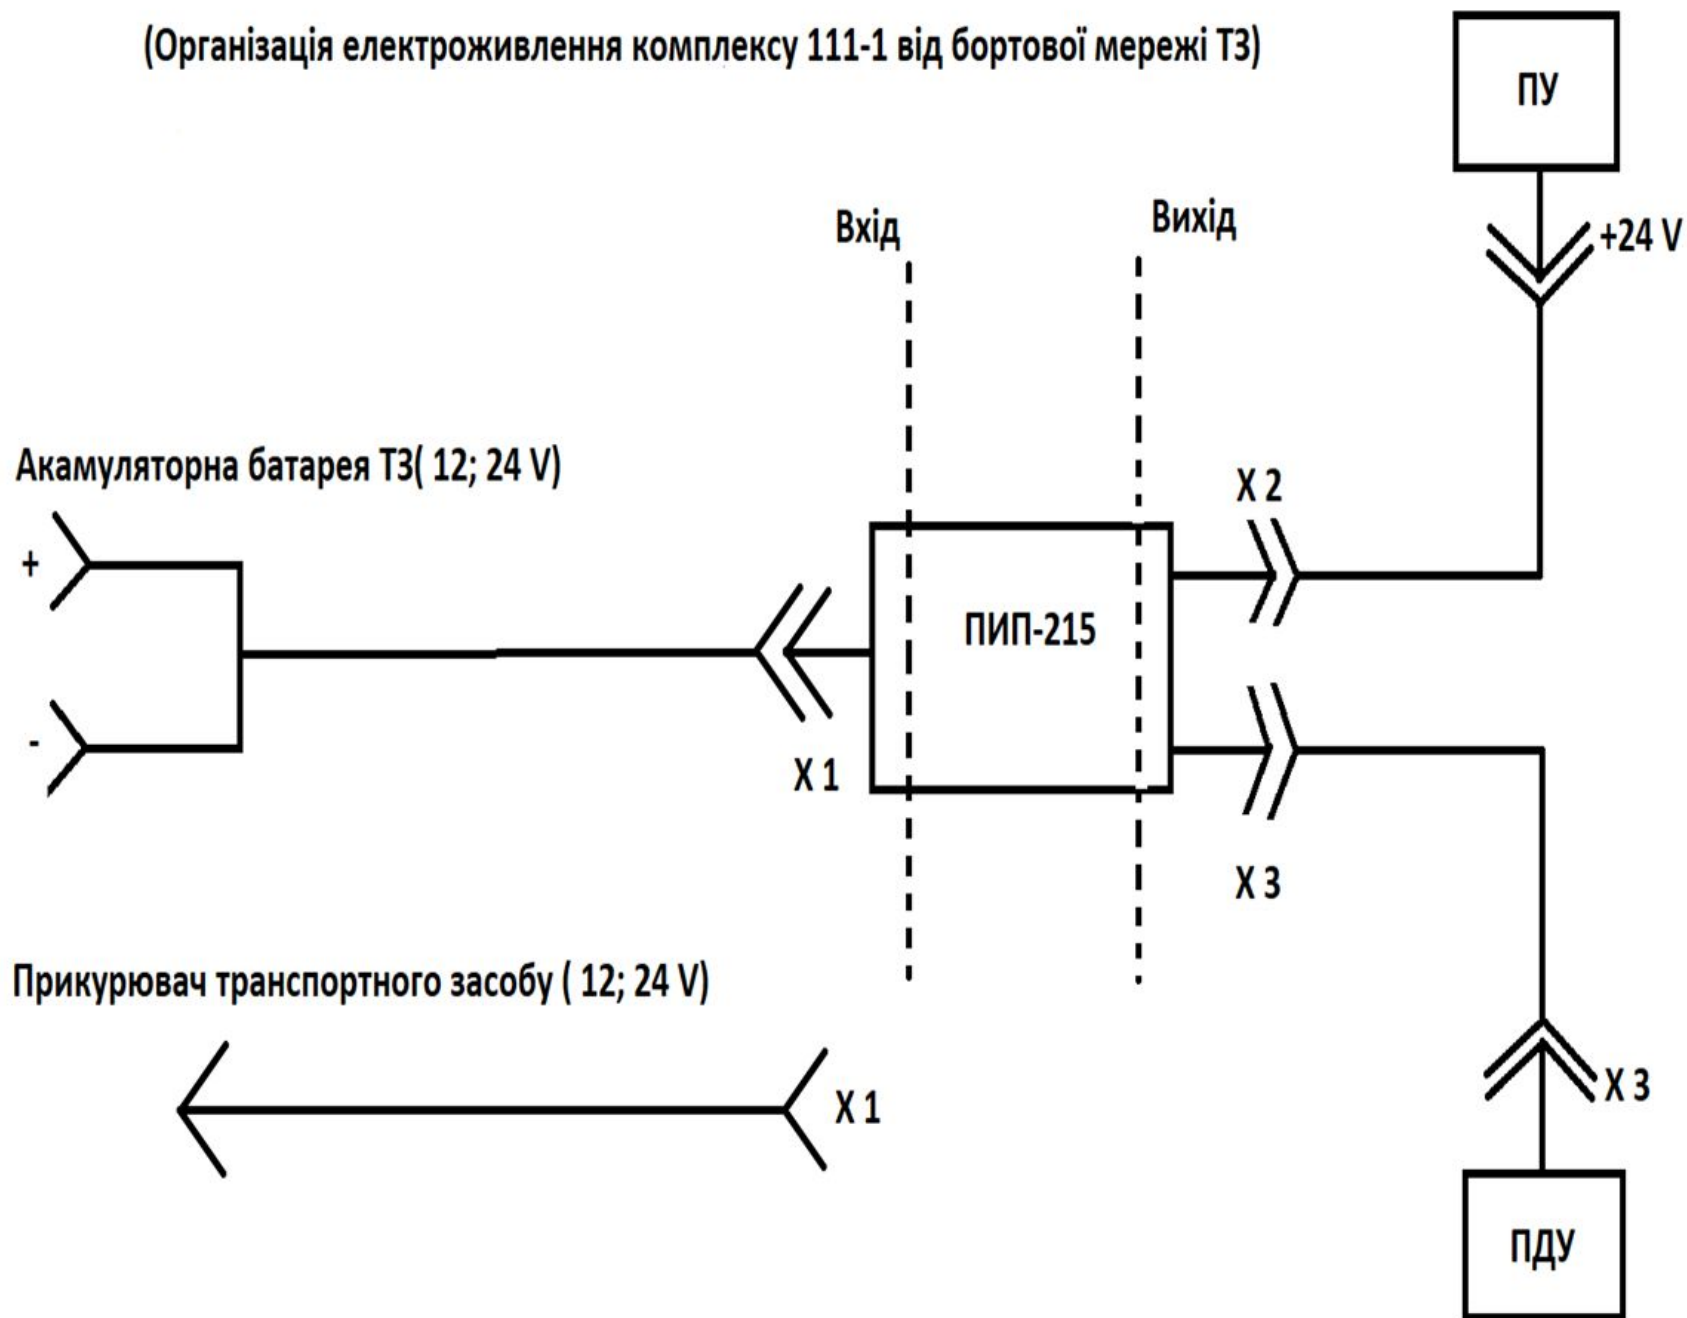 (Організація електроживлення комплексу 111-1 від бортової мережі ТЗ)
ПУ
Вхід
Вихід
+24 V
Акамуляторна батарея ТЗ( 12; 24 V)
X 2
+
ПИП-215
-
X 1
X 3
Прикурювач транспортного засобу ( 12; 24 V)
X 1
X 3
ПДУ